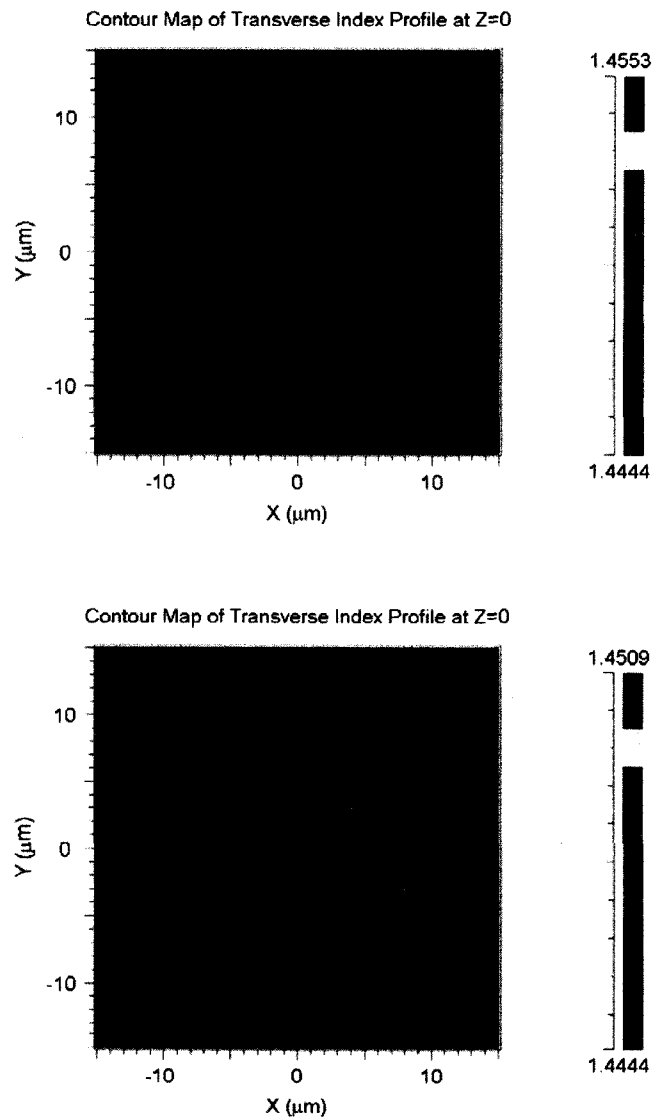 Contour Map of Transverse Index Profile at Z=0
1.4553
10
0
-10
Y (μm)
-10 0 10
X (μm)
1.4444
Contour Map of Transverse Index Profile at Z=0
1.4509
10
0
-10
Y (μm)
-10 0 10
X (μm)
1.4444